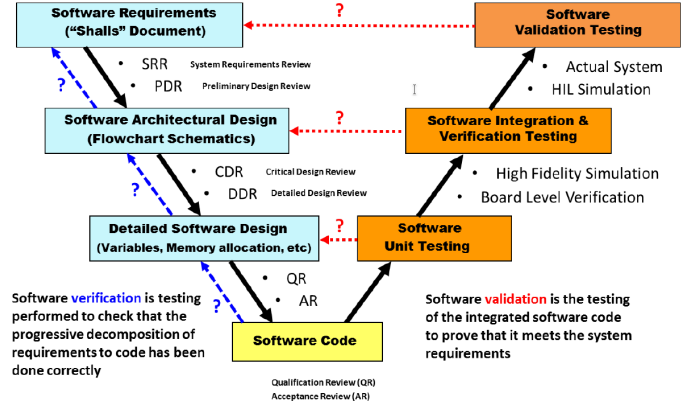 Software Requirements
("Shalls" Document)
?
Software
Validation Testing
• SRR System Requirements Review
• PDR Preliminary Design Review
• Actual System
• HIL Simulation
?
Software Architectural Design
(Flowchart Schematics)
?
Software Integration &
Verification Testing
• CDR Critical Design Review
• DDR Detailed Design Review
• High Fidelity Simulation
• Board Level Verification
?
Detailed Software Design
(Variables, Memory allocation, etc)
?
Software
Unit Testing
• QR
• AR
?
Software verification is testing
performed to check that the
progressive decomposition of
requirements to code has been
done correctly
Software validation is the testing
of the integrated software code
to prove that it meets the system
requirements
Software Code
Qualification Review (QR)
Acceptance Review (AR)